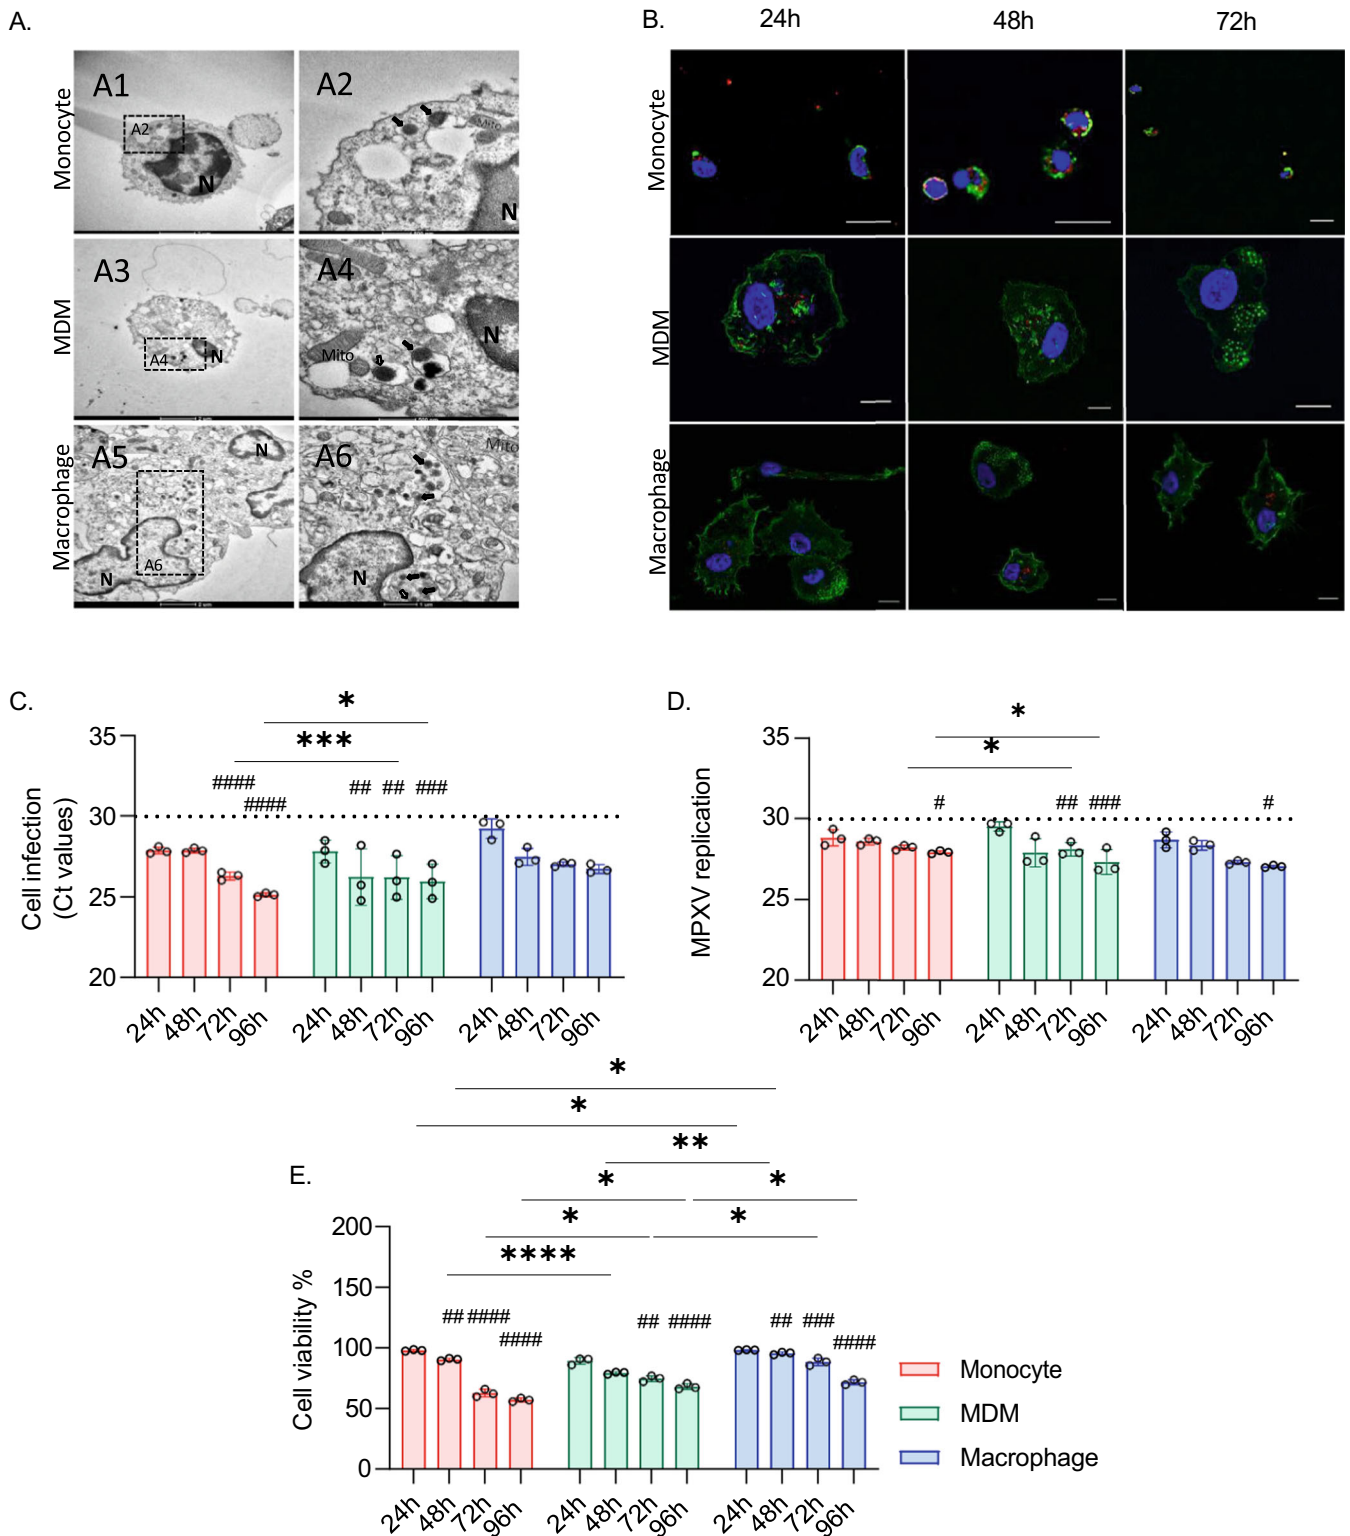 A.
Monocyte
A1
A2
N
A2
Mito
N
MDM
A3
A4
N
A4
Mito
N
Macrophage
A5
N
A6
N
A6
Mito
N
B.
24h 48h 72h
Monocyte
MDM
Macrophage
C.
*
***
#### #### ## ## ###
Cell infection
(Ct values)
35
30
25
20
24h 48h 72h 96h 24h 48h 72h 96h 24h 48h 72h 96h
D.
*
*
# ## ### #
MPXV replication
35
30
25
20
24h 48h 72h 96h 24h 48h 72h 96h 24h 48h 72h 96h
E.
*
*
**
* *
* *
****
## #### #### ## #### ## ### ####
Cell viability %
200
150
100
50
0
24h 48h 72h 96h 24h 48h 72h 96h 24h 48h 72h 96h
Monocyte
MDM
Macrophage